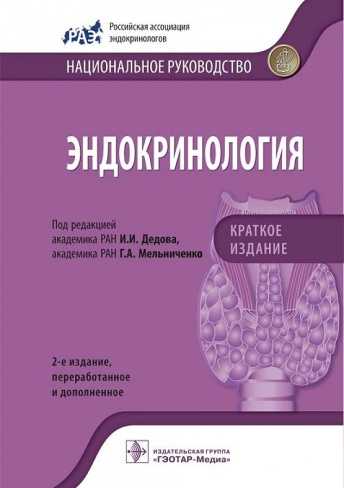 РАЭ
Российская ассоциация
эндокринологов
НАЦИОНАЛЬНОЕ РУКОВОДСТВО
ЭНДОКРИНОЛОГИЯ
Под редакцией
академика РАН И.И. Дедова,
академика РАН Г.А. Мельниченко
КРАТКОЕ
ИЗДАНИЕ
2-е издание,
переработанное
и дополненное
ИЗДАТЕЛЬСКАЯ ГРУППА
«ГЭОТАР-Медиа»